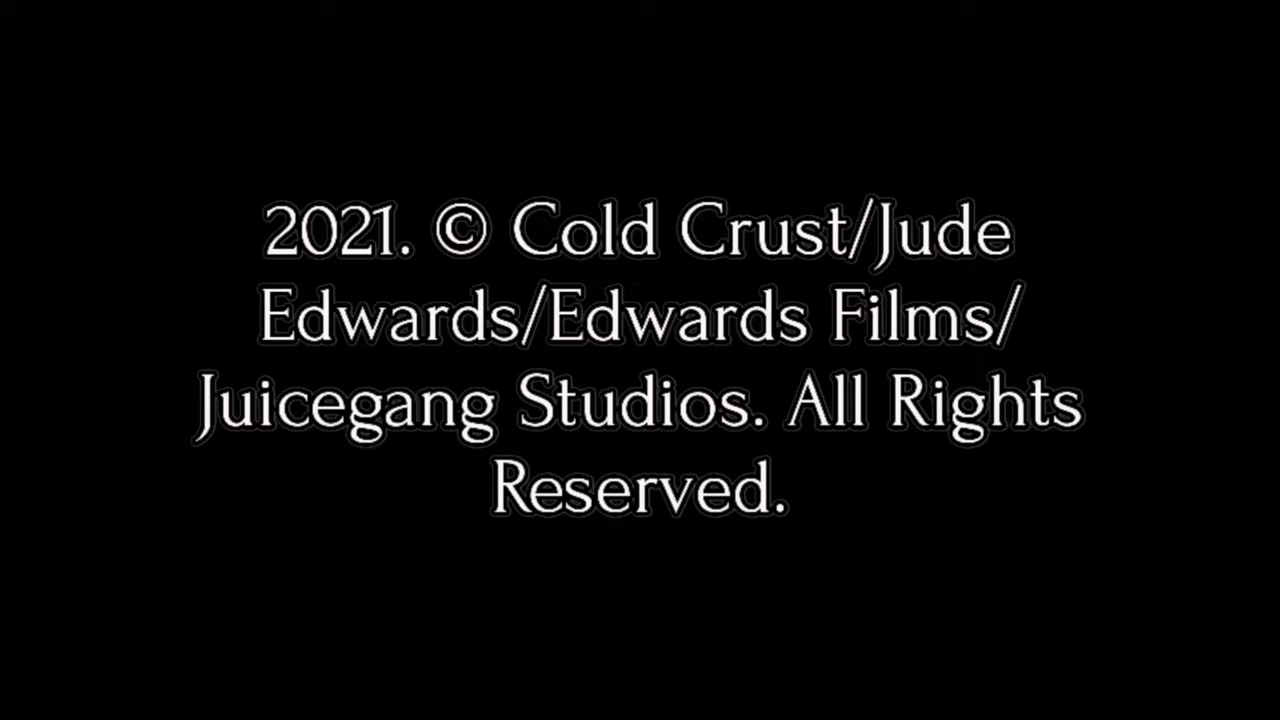 2021. © Cold Crust/Jude
Edwards/Edwards Films/
Juicegang Studios. All Rights
Reserved.